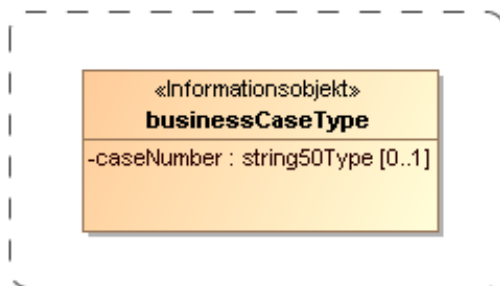 «Informationsobjekt»
businessCaseType
-caseNumber : string50Type [0..1]